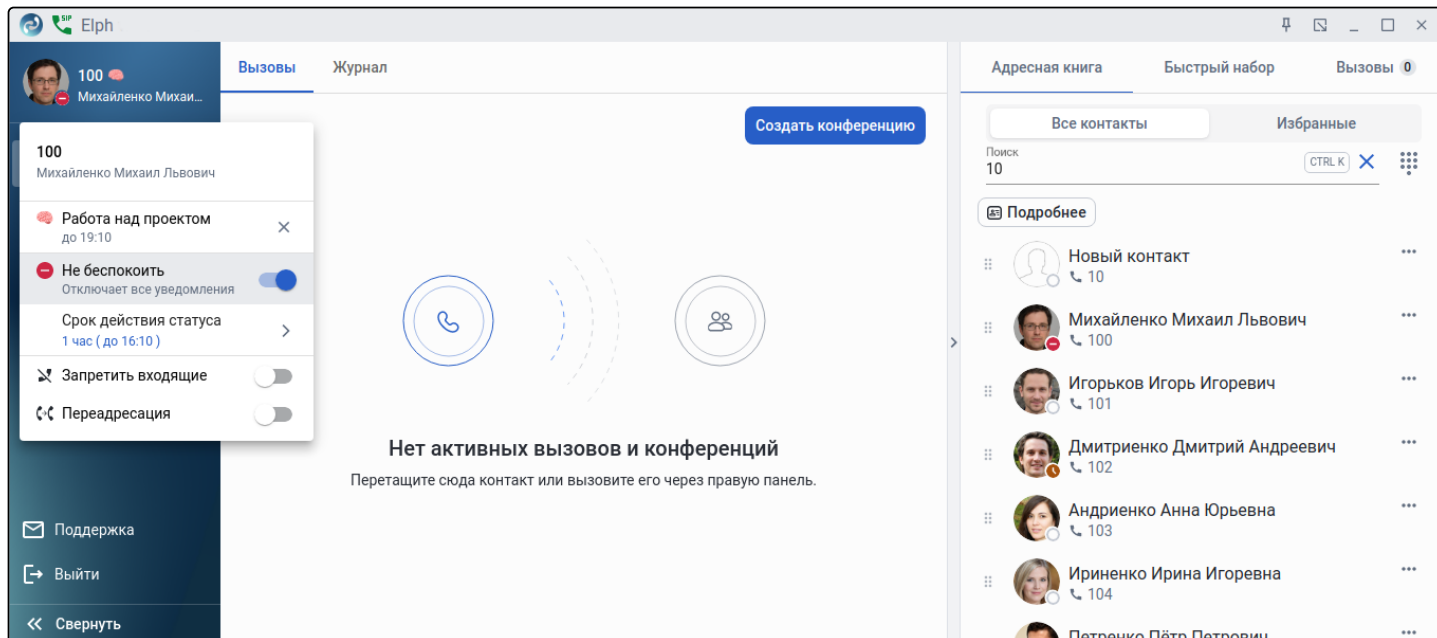 SIP
Elph
100
Михайленко Михаи...
100
Михайленко Михаил Львович
Работа над проектом
до 19:10
Не беспокоить
Отключает все уведомления
Срок действия статуса
1 час ( до 16:10 )
Запретить входящие
Переадресация
Поддержка
Выйти
Свернуть
Вызовы
Журнал
Создать конференцию
Нет активных вызовов и конференций
Перетащите сюда контакт или вызовите его через правую панель.
Адресная книга
Быстрый набор
Вызовы 0
Все контакты
Избранные
Поиск
10
CTRL K
Подробнее
Новый контакт
10
Михайленко Михаил Львович
100
Игорьков Игорь Игоревич
101
Дмитриенко Дмитрий Андреевич
102
Андриенко Анна Юрьевна
103
Ириненко Ирина Игоревна
104
Петренко Пётр Петрович